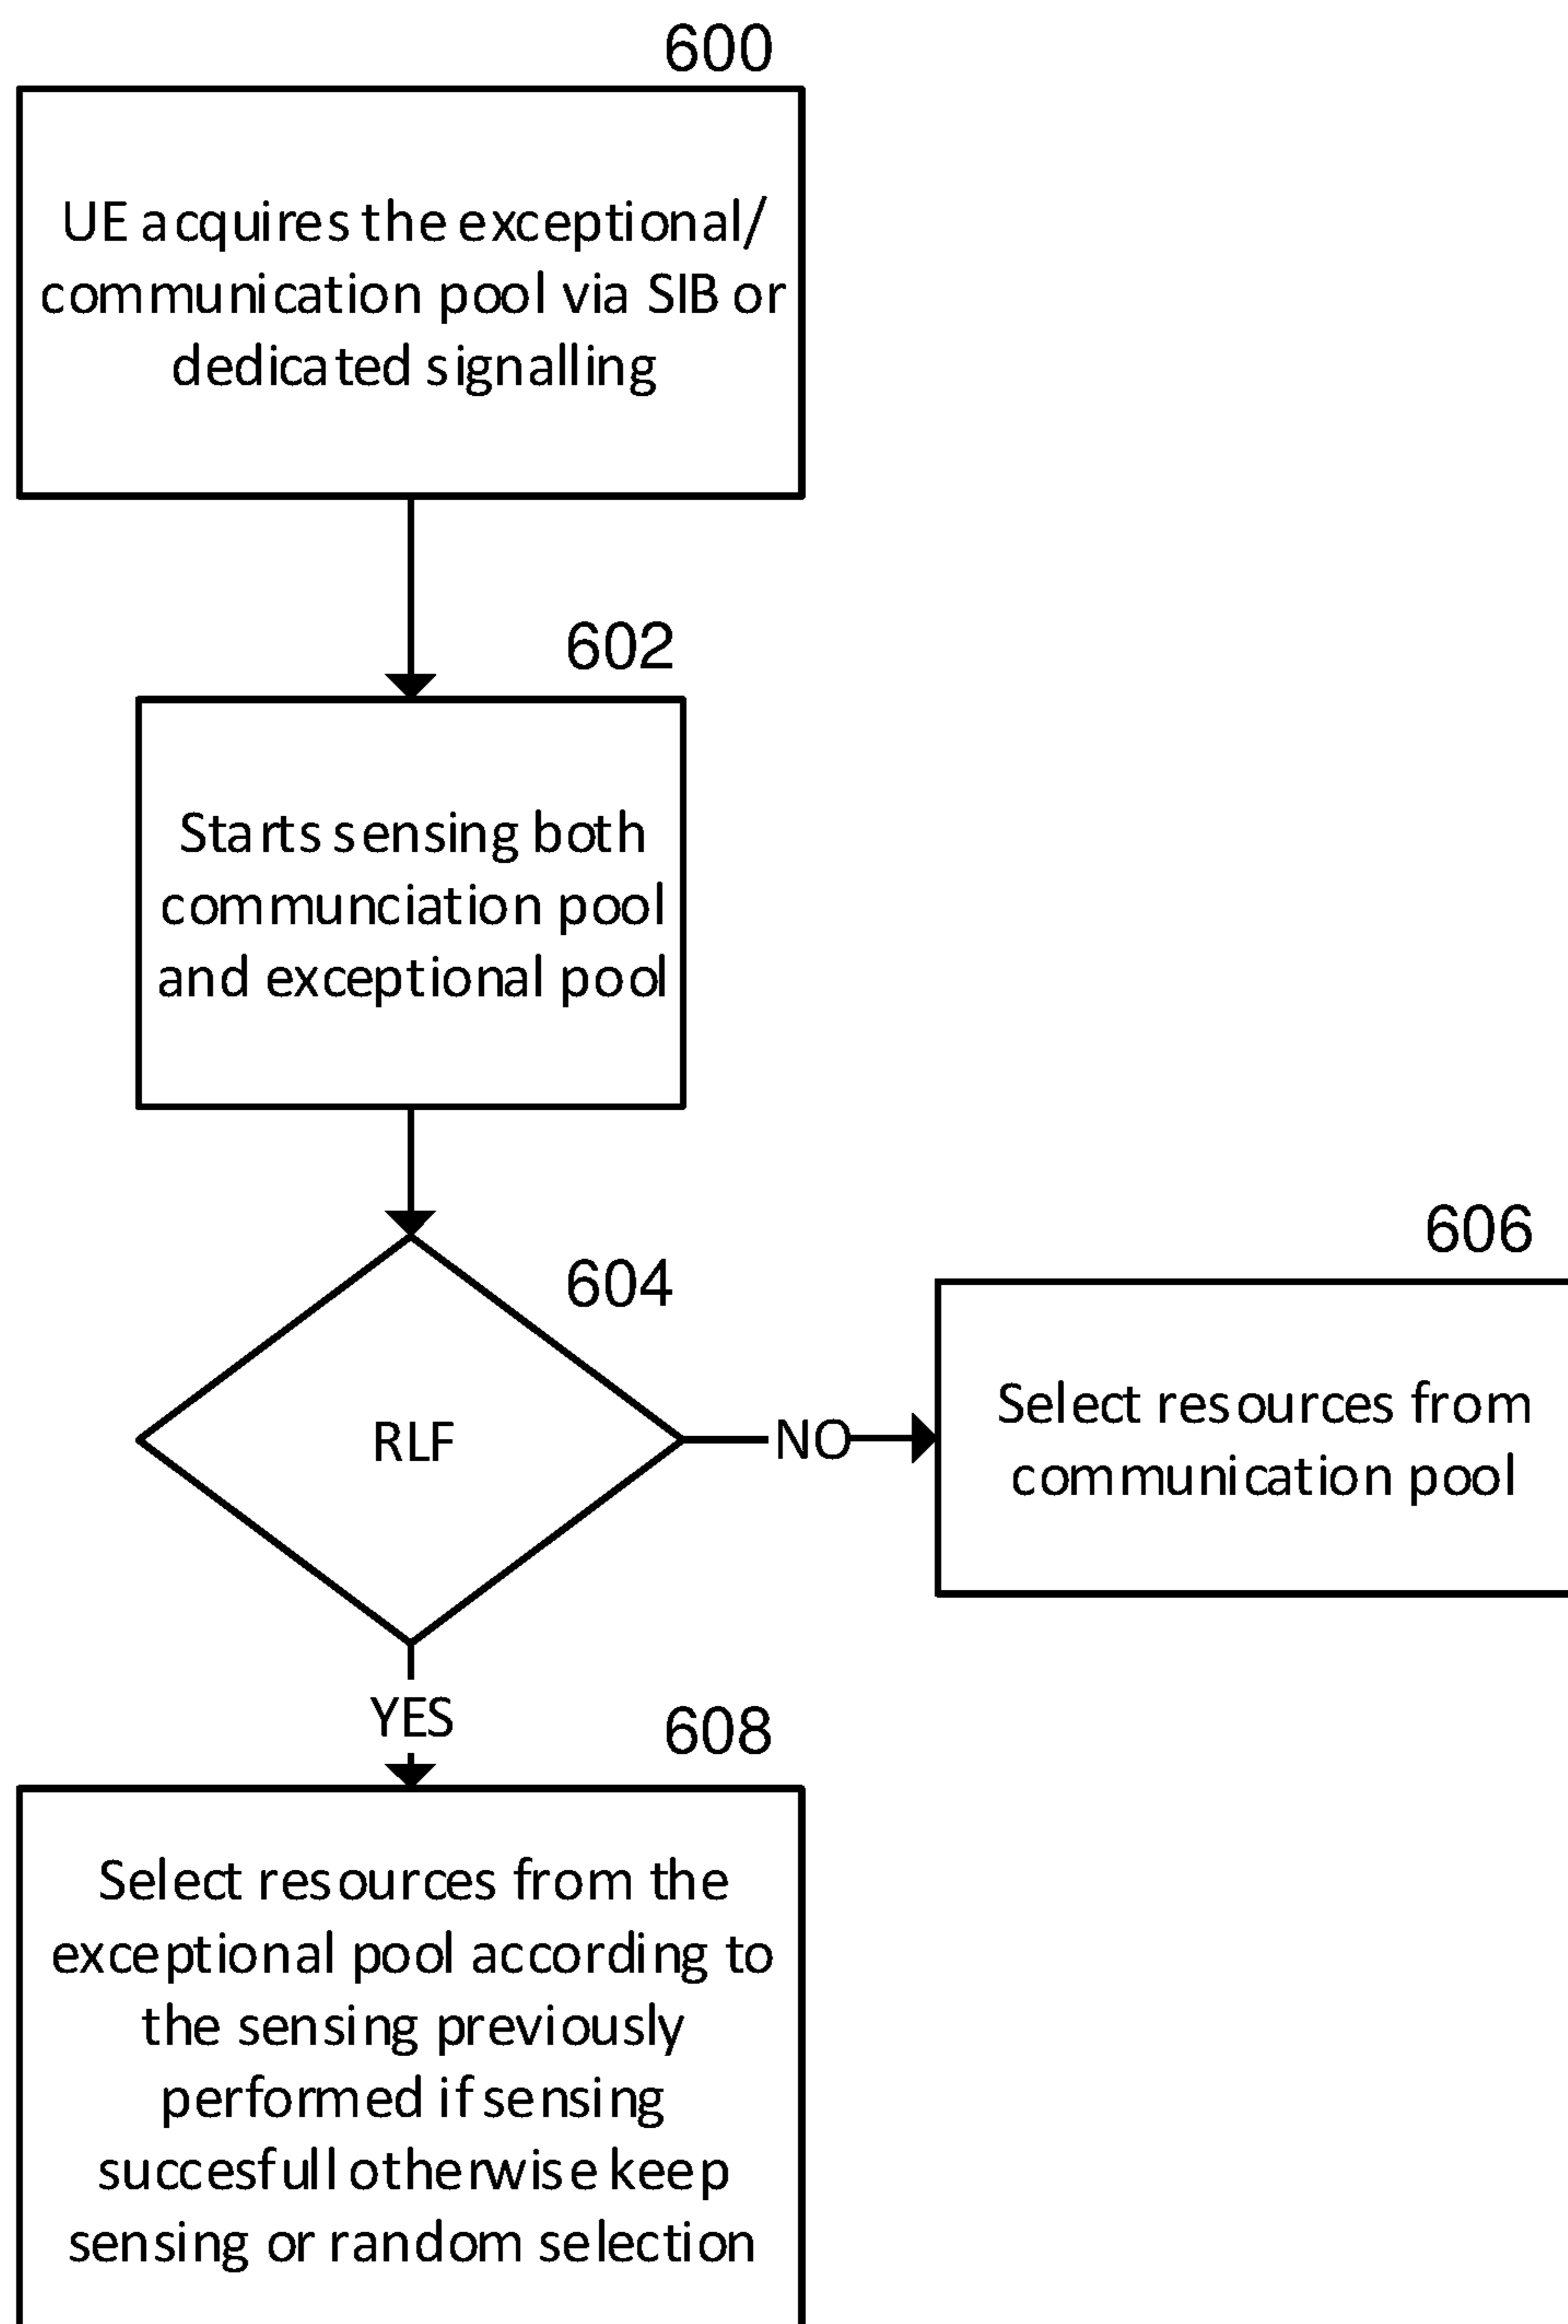 600
UE acquires the exceptional/
communication pool via SIB or
dedicated signalling
602
Starts sensing both
communciation pool
and exceptional pool
604
RLF
NO
606
Select resources from
communication pool
YES
608
Select resources from the
exceptional pool according to
the sensing previously
performed if sensing
succesfull otherwise keep
sensing or random selection